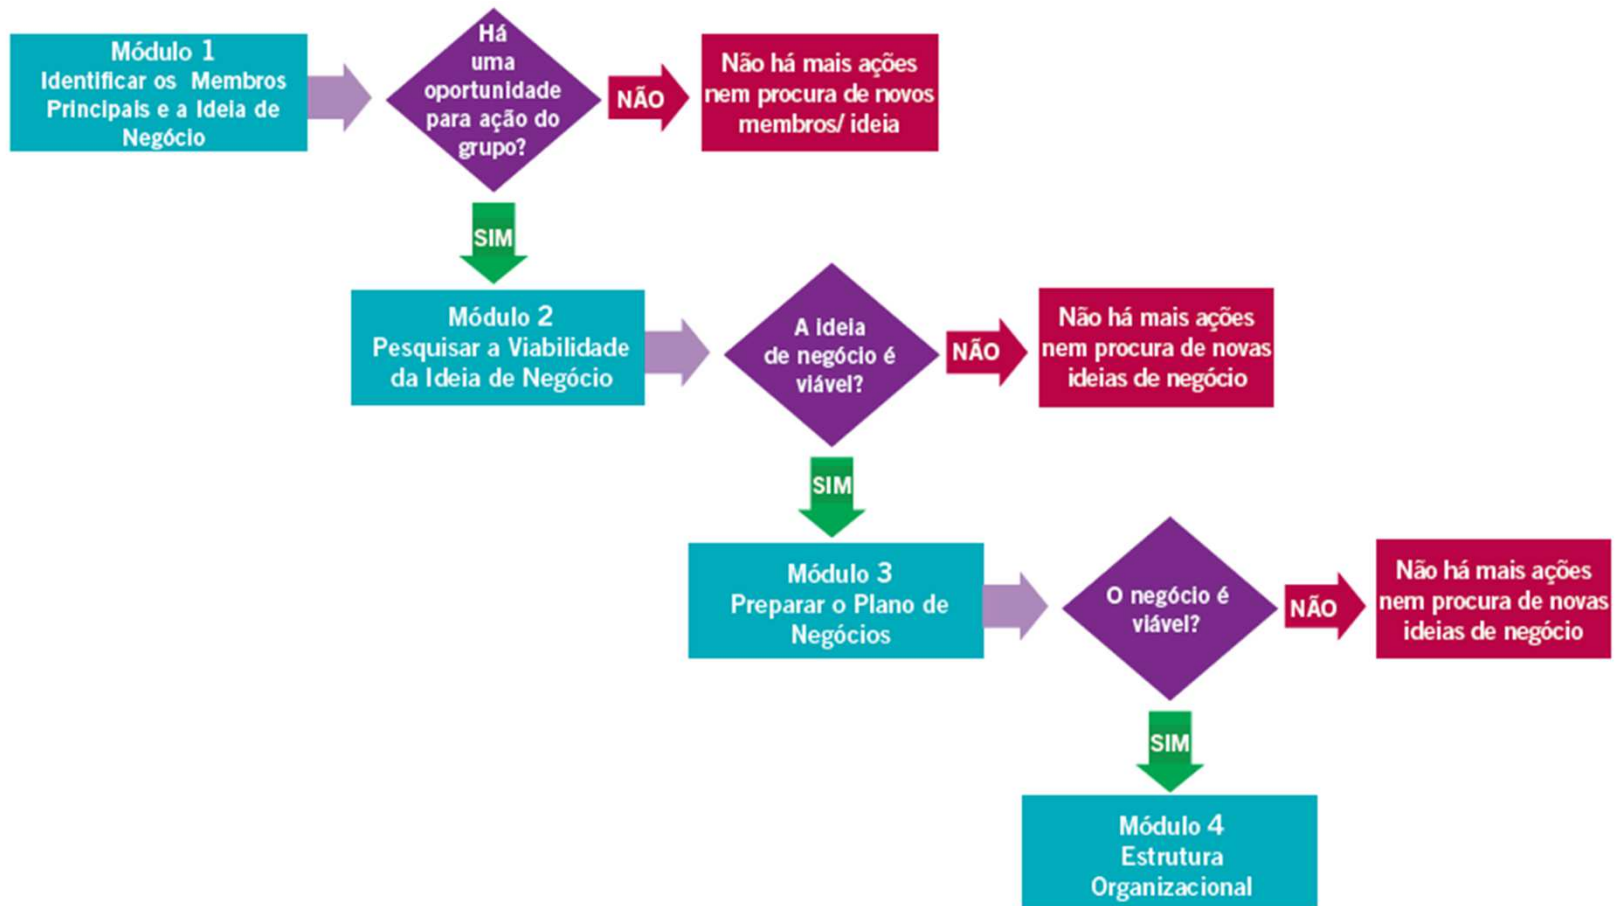 Módulo 1
Identificar os Membros
Principais e a Ideia de
Negócio
Há
uma
oportunidade
para ação do
grupo?
NÃO
Não há mais ações
nem procura de novos
membros/ ideia
SIM
Módulo 2
Pesquisar a Viabilidade
da Ideia de Negócio
A ideia
de negócio é
viável?
NÃO
Não há mais ações
nem procura de novas
ideias de negócio
SIM
Módulo 3
Preparar o Plano de
Negócios
O negócio é
viável?
NÃO
Não há mais ações
nem procura de novas
ideias de negócio
SIM
Módulo 4
Estrutura
Organizacional